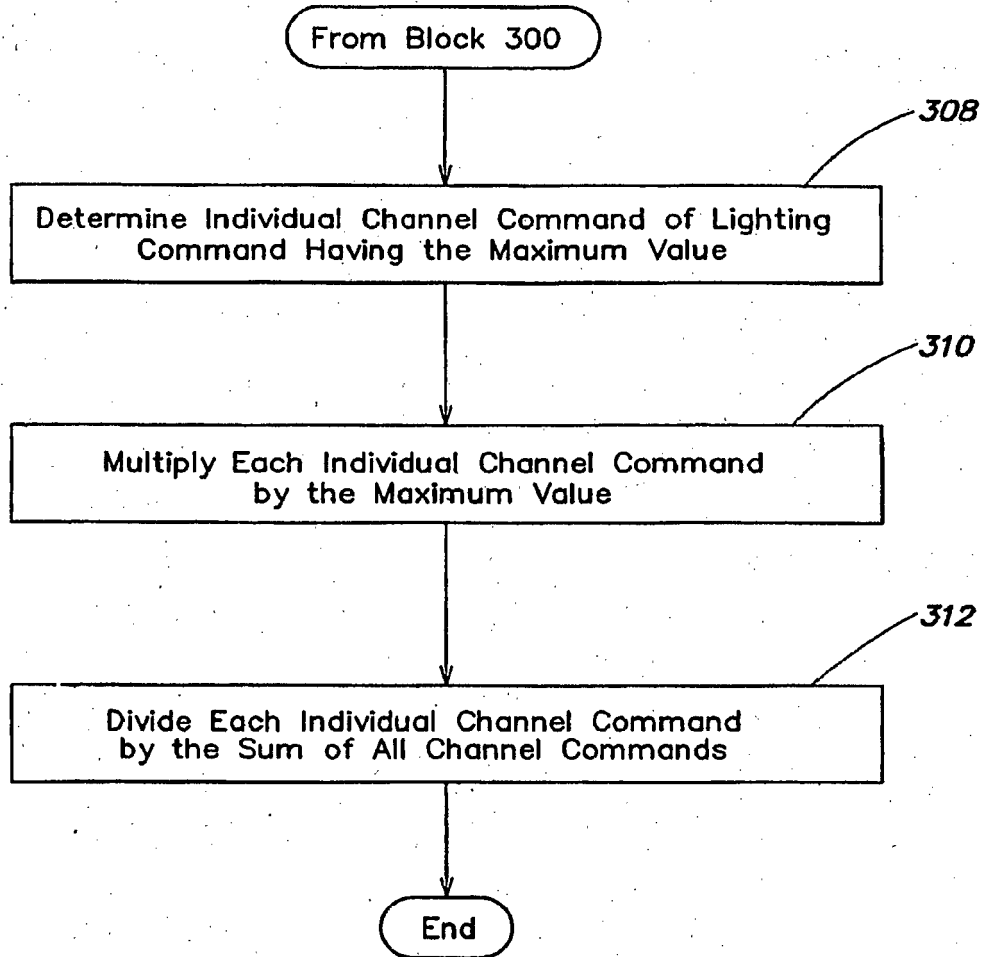 From Block 300
308
Determine Individual Channel Command of Lighting
Command Having the Maximum Value
310
Multiply Each Individual Channel Command
by the Maximum Value
312
Divide Each Individual Channel Command
by the Sum of All Channel Commands
End